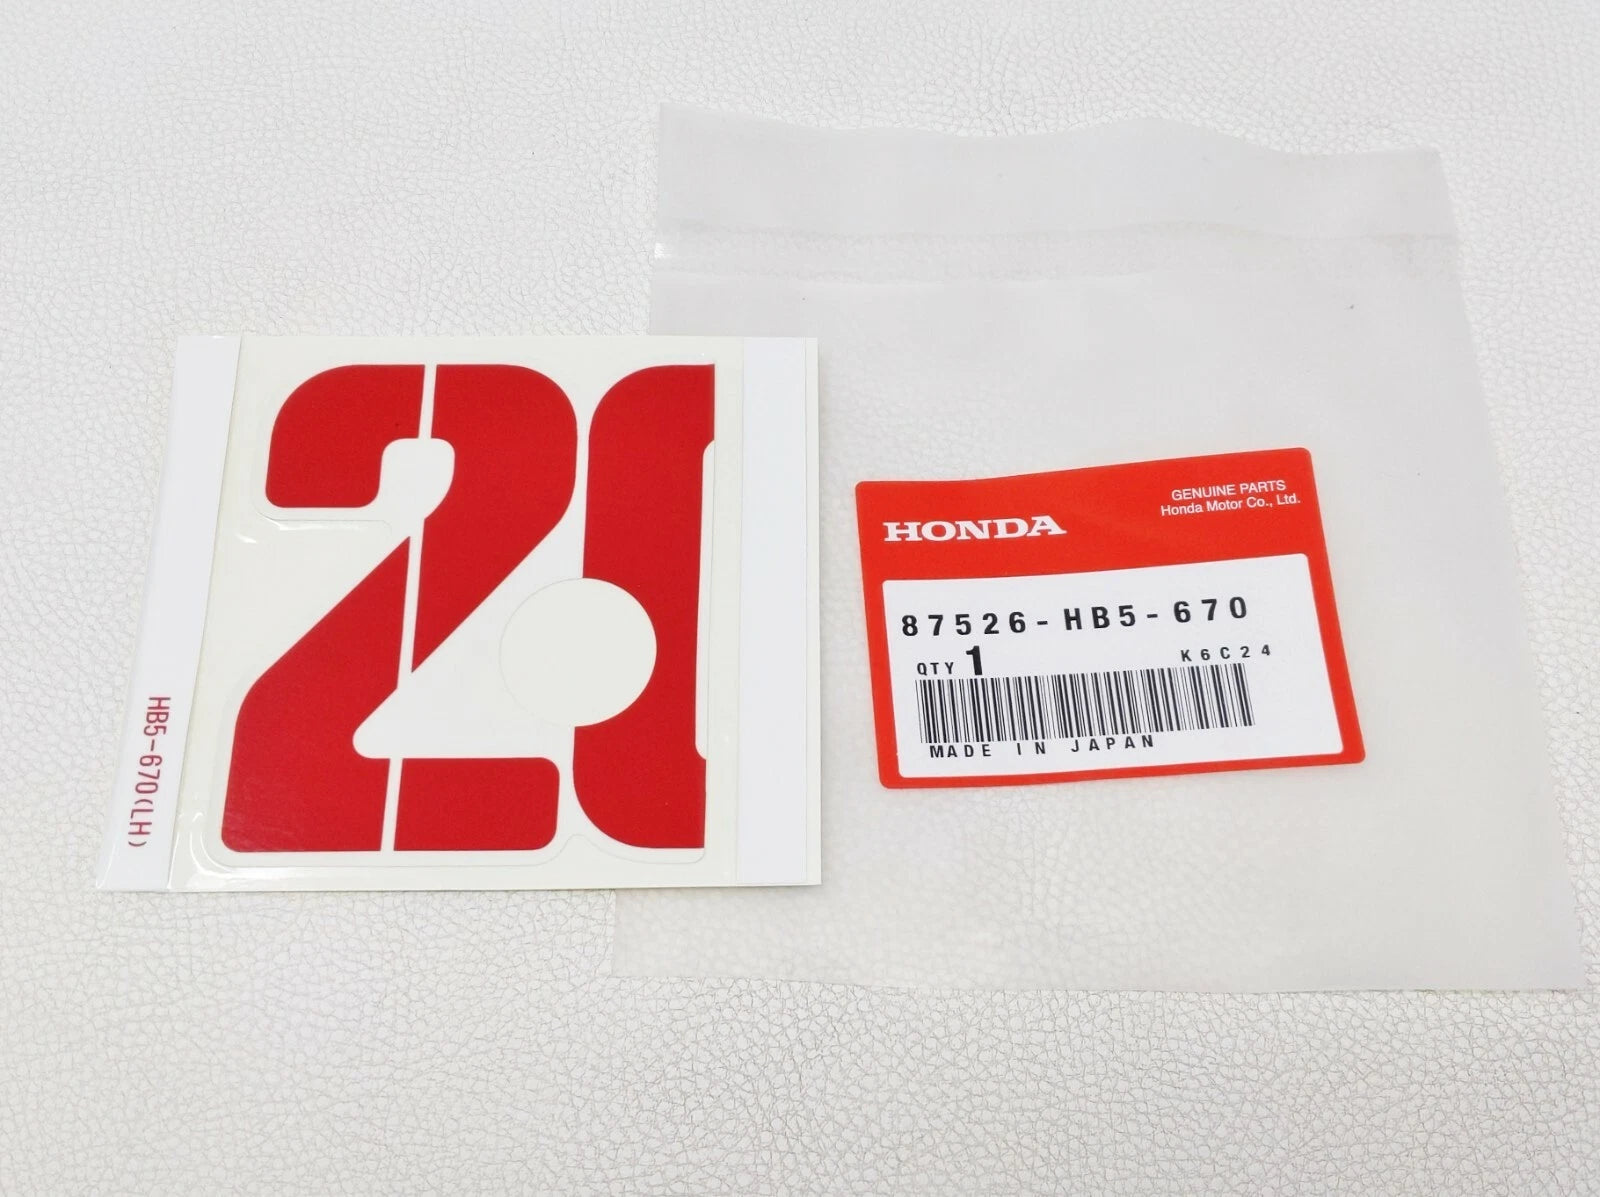 2
HB5-670(LH)
HONDA
GENUINE PARTS
Honda Motor Co., Ltd.
87526-HB5-670
QTY 1
K6C24
MADE IN JAPAN